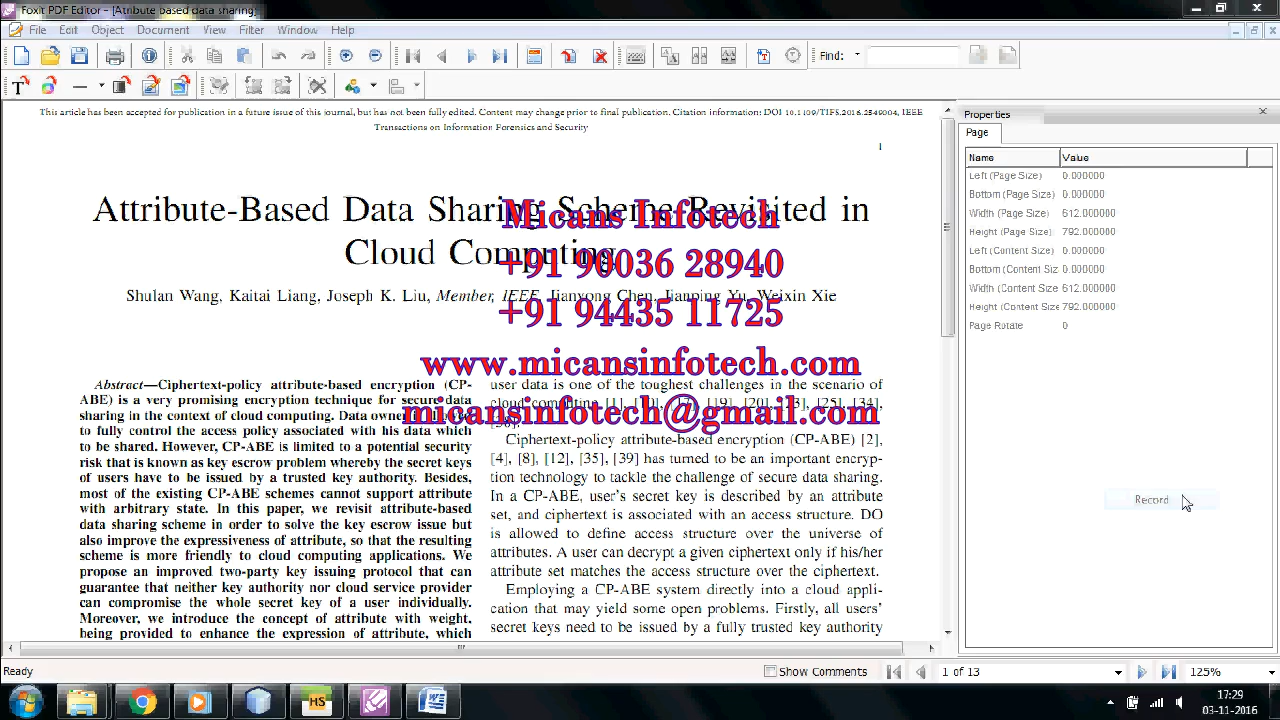 Foxit PDF Editor - [Atribute based data sharing]
File Edit Object Document View Filter Window Help
Find:
This article has been accepted for publication in a future issue of this journal, but has not been fully edited. Content may change prior to final publication. Citation information: DOI 10.1109/TIFS.2016.2549004, IEEE
Transactions on Information Forensics and Security
1
Attribute-Based Data Sharing Scheme Revisited in
Cloud Computing
Shulan Wang, Kaitai Liang, Joseph K. Liu, Member, IEEE, Jianyong Chen, Jianping Yu, Weixin Xie
Micans Infotech
+91 90036 28940
+91 94435 11725
www.micansinfotech.com
micansinfotech@gmail.com
Abstract—Ciphertext-policy attribute-based encryption (CP-
ABE) is a very promising encryption technique for secure data
sharing in the context of cloud computing. Data owner
to fully control the access policy associated with his data which
to be shared. However, CP-ABE is limited to a potential security
risk that is known as key escrow problem whereby the secret keys
of users have to be issued by a trusted key authority. Besides,
most of the existing CP-ABE schemes cannot support attribute
with arbitrary state. In this paper, we revisit attribute-based
data sharing scheme in order to solve the key escrow issue but
also improve the expressiveness of attribute, so that the resulting
scheme is more friendly to cloud computing applications. We
propose an improved two-party key issuing protocol that can
guarantee that neither key authority nor cloud service provider
can compromise the whole secret key of a user individually.
Moreover, we introduce the concept of attribute with weight,
being provided to enhance the expression of attribute, which
user data is one of the toughest challenges in the scenario of
cloud computing [1], [19], [20], [25], [34],
Ciphertext-policy attribute-based encryption (CP-ABE) [2],
[4], [8], [12], [35], [39] has turned to be an important encryp-
tion technology to tackle the challenge of secure data sharing.
In a CP-ABE, user's secret key is described by an attribute
set, and ciphertext is associated with an access structure. DO
is allowed to define access structure over the universe of
attributes. A user can decrypt a given ciphertext only if his/her
attribute set matches the access structure over the ciphertext.
Employing a CP-ABE system directly into a cloud appli-
cation that may yield some open problems. Firstly, all users'
secret keys need to be issued by a fully trusted key authority
Properties
Page
Name Value
Left (Page Size) 0.000000
Bottom (Page Size) 0.000000
Width (Page Size) 612.000000
Height (Page Size) 792.000000
Left (Content Size) 0.000000
Bottom (Content Siz 0.000000
Width (Content Size 612.000000
Height (Content Size 792.000000
Page Rotate 0
Record
Ready
Show Comments
1 of 13
125%
HS
17:29
03-11-2016